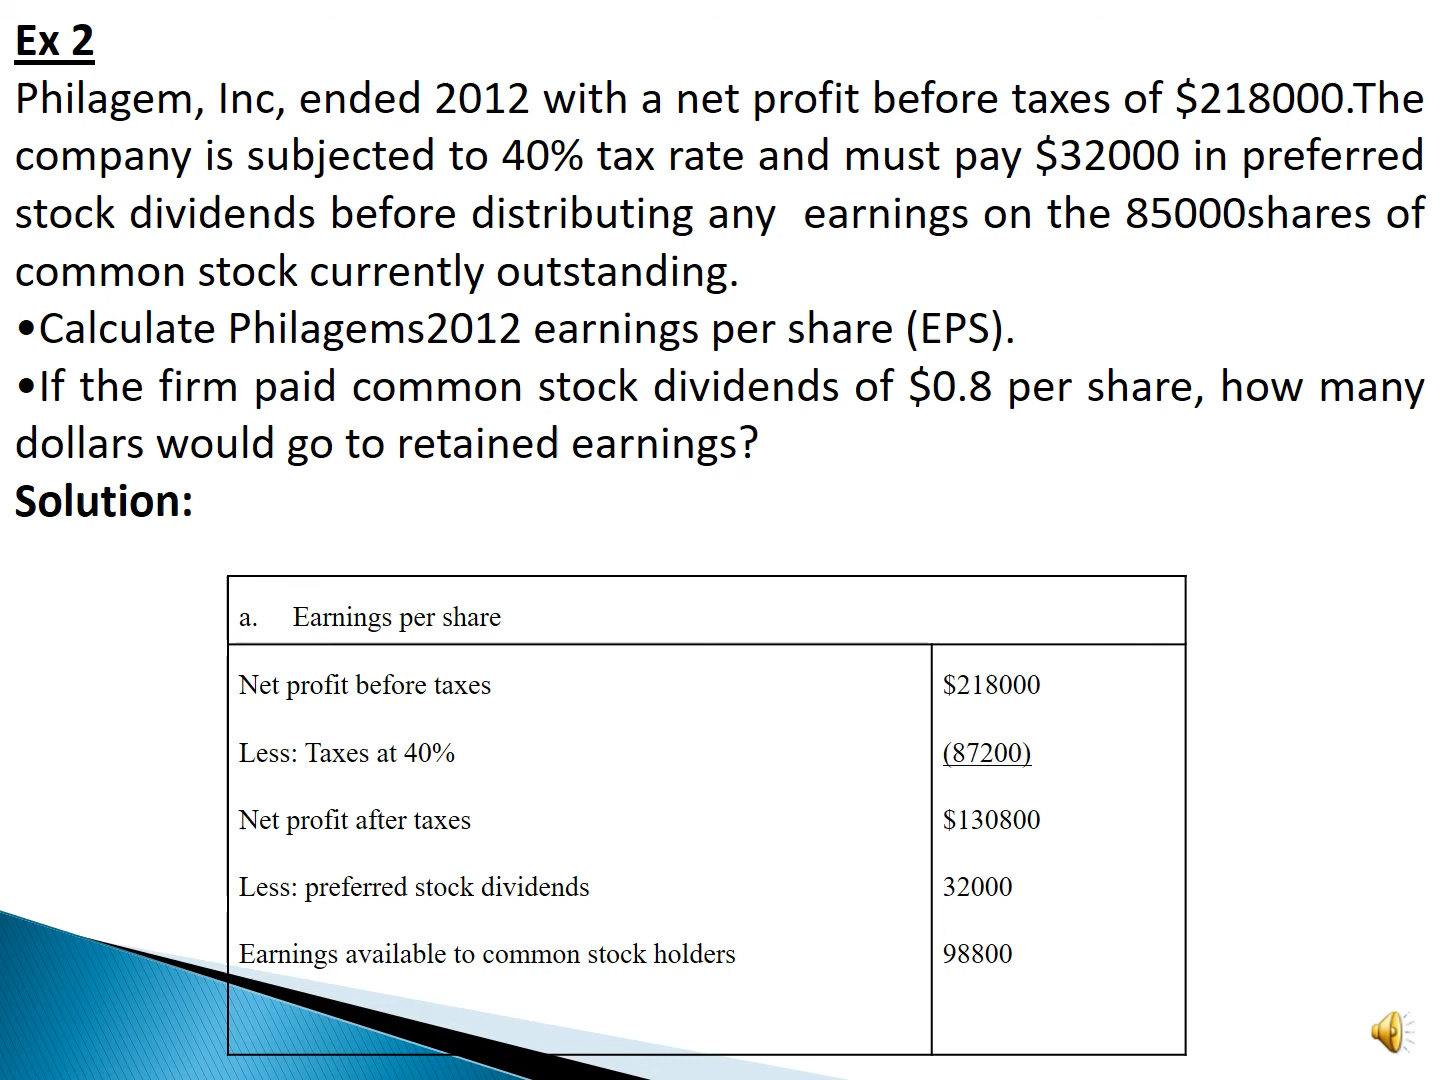 Ex 2
Philagem, Inc, ended 2012 with a net profit before taxes of $218000.The
company is subjected to 40% tax rate and must pay $32000 in preferred
stock dividends before distributing any  earnings on the 85000shares of
common stock currently outstanding.
•Calculate Philagems2012 earnings per share (EPS).
•If the firm paid common stock dividends of $0.8 per share, how many
dollars would go to retained earnings?
Solution:
a. Earnings per share
Net profit before taxes $218000
Less: Taxes at 40% (87200)
Net profit after taxes $130800
Less: preferred stock dividends 32000
Earnings available to common stock holders 98800